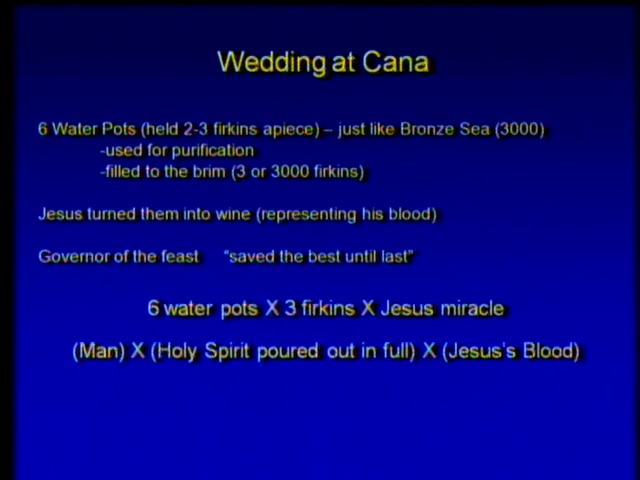 Wedding at Cana
6 Water Pots (held 2-3 firkins apiece) – just like Bronze Sea (3000)
-used for purification
-filled to the brim (3 or 3000 firkins)
Jesus turned them into wine (representing his blood)
Governor of the feast "saved the best until last"
6 water pots X 3 firkins X Jesus miracle
(Man) X (Holy Spirit poured out in full) X (Jesus's Blood)